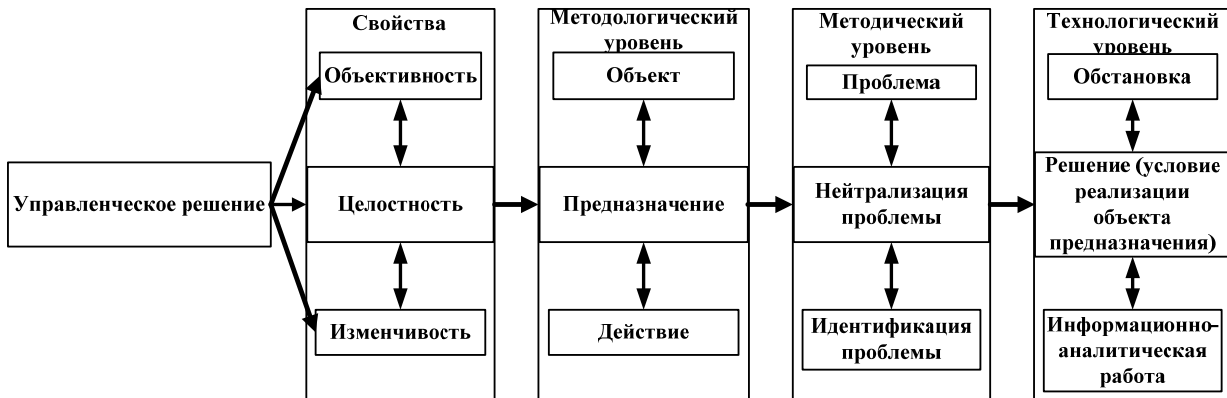 Управленческое решение
Свойства
Объективность
Целостность
Изменчивость
Методологический
уровень
Объект
Предназначение
Действие
Методический
уровень
Проблема
Нейтрализация
проблемы
Идентификация
проблемы
Технологический
уровень
Обстановка
Решение (условие
реализации
объекта
предназначения)
Информационно–
аналитическая
работа